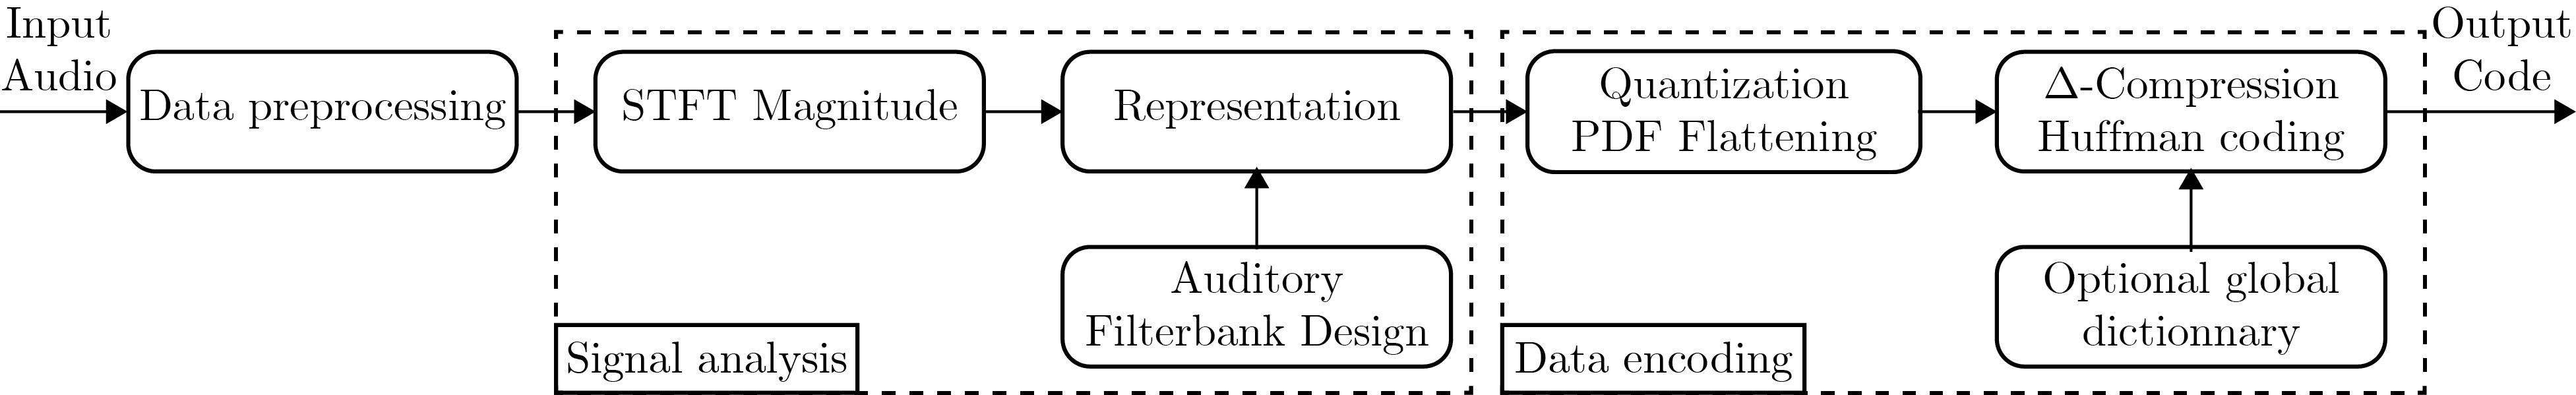 Input
Audio
Data preprocessing
STFT Magnitude
Representation
Auditory
Filterbank Design
Signal analysis
Quantization
PDF Flattening
Δ-Compression
Huffman coding
Optional global
dictionnary
Data encoding
Output
Code